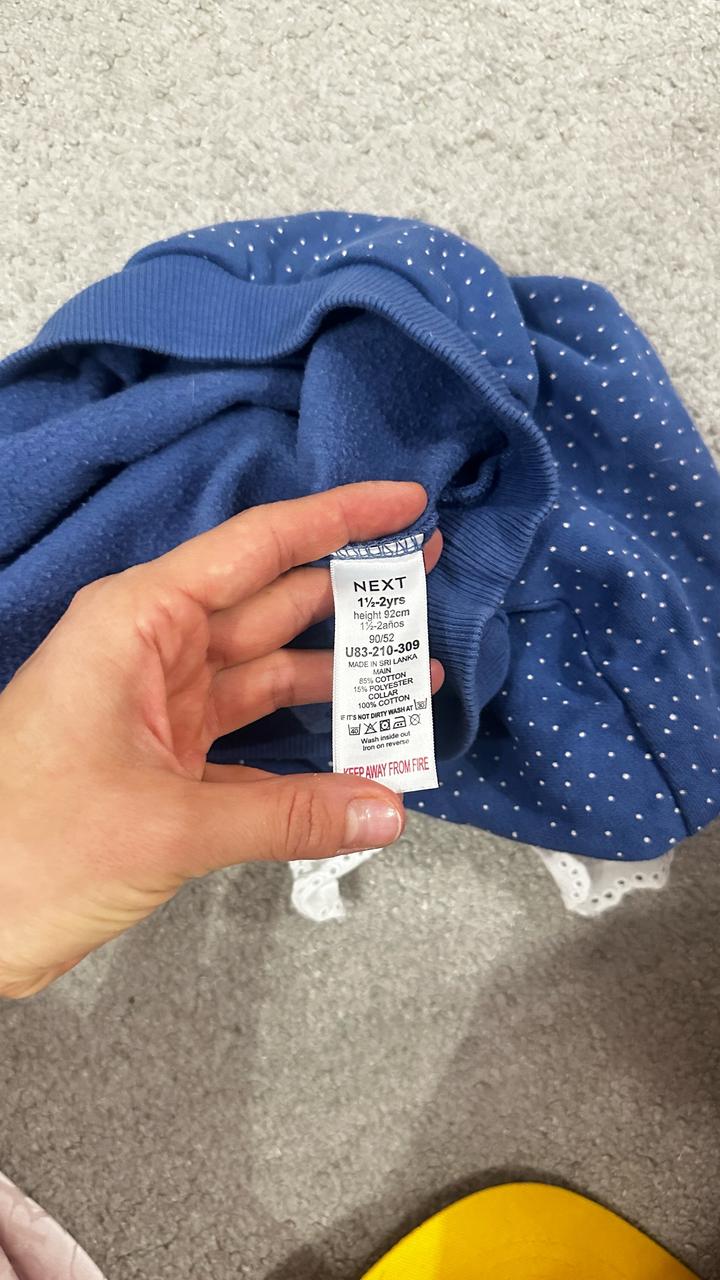 NEXT
1½-2yrs
height 92cm
1½-2años
90/52
U83-210-309
MADE IN SRI LANKA
MAIN
85% COTTON
15% POLYESTER
COLLAR
100% COTTON
IF IT'S NOT DIRTY WASH AT 30
40
Wash inside out
Iron on reverse
KEEP AWAY FROM FIRE